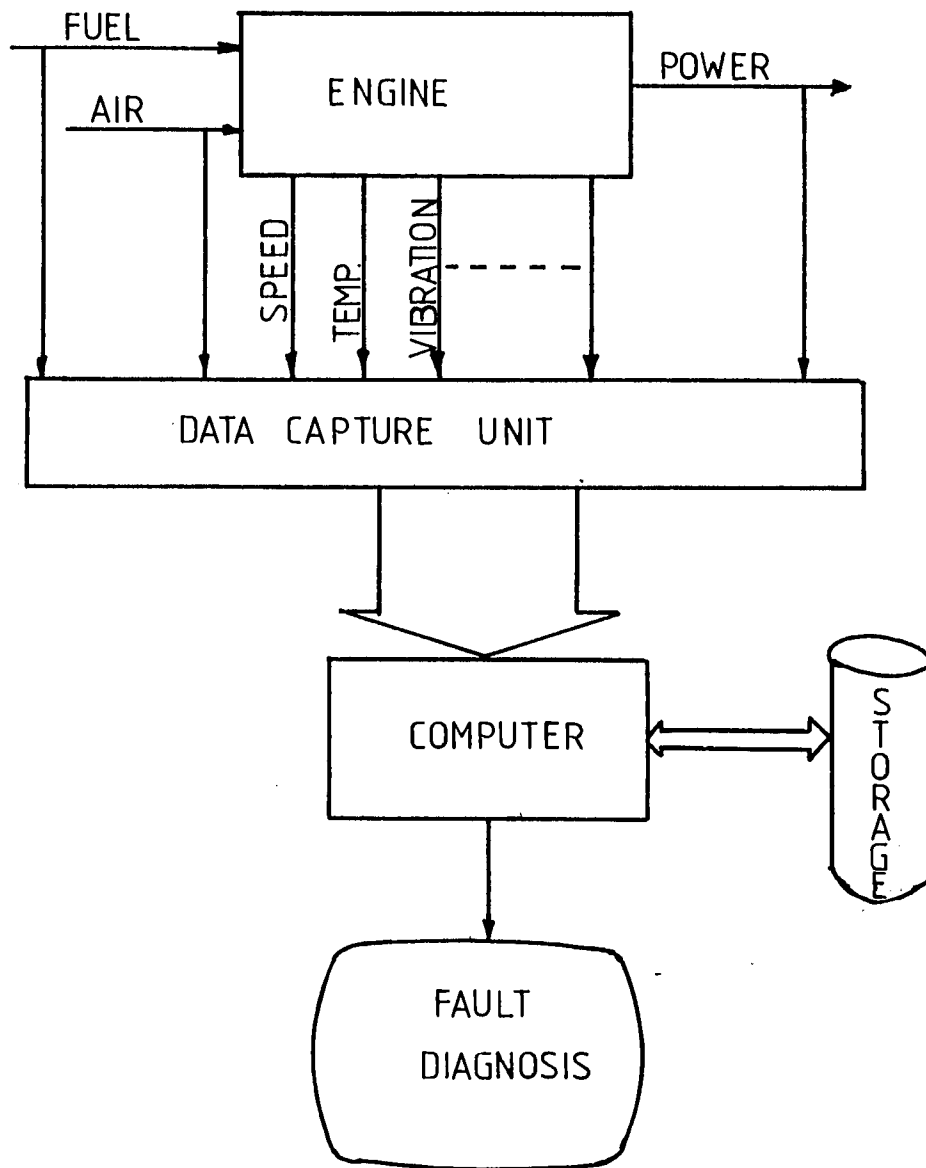 FUEL
ENGINE
POWER
AIR
SPEED
TEMP.
VIBRATION
DATA CAPTURE UNIT
COMPUTER
STORAGE
FAULT
DIAGNOSIS